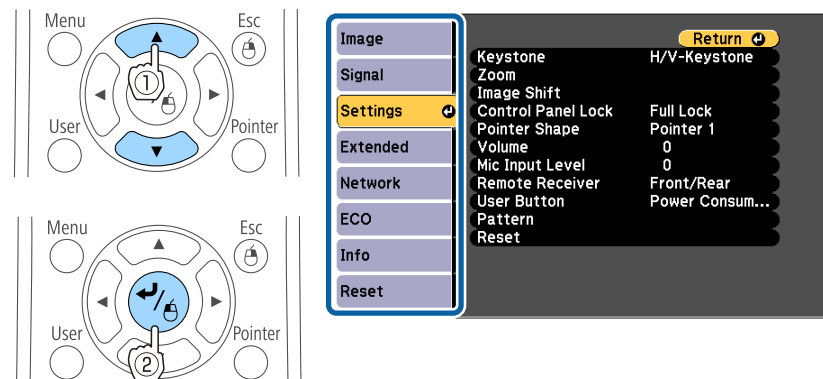 Menu
Esc
①
User
Pointer
Menu
Esc
User
Pointer
②
Image
Signal
Settings
Extended
Network
ECO
Info
Reset
Return
Keystone H/V-Keystone
Zoom
Image Shift
Control Panel Lock Full Lock
Pointer Shape Pointer 1
Volume 0
Mic Input Level 0
Remote Receiver Front/Rear
User Button Power Consum...
Pattern
Reset